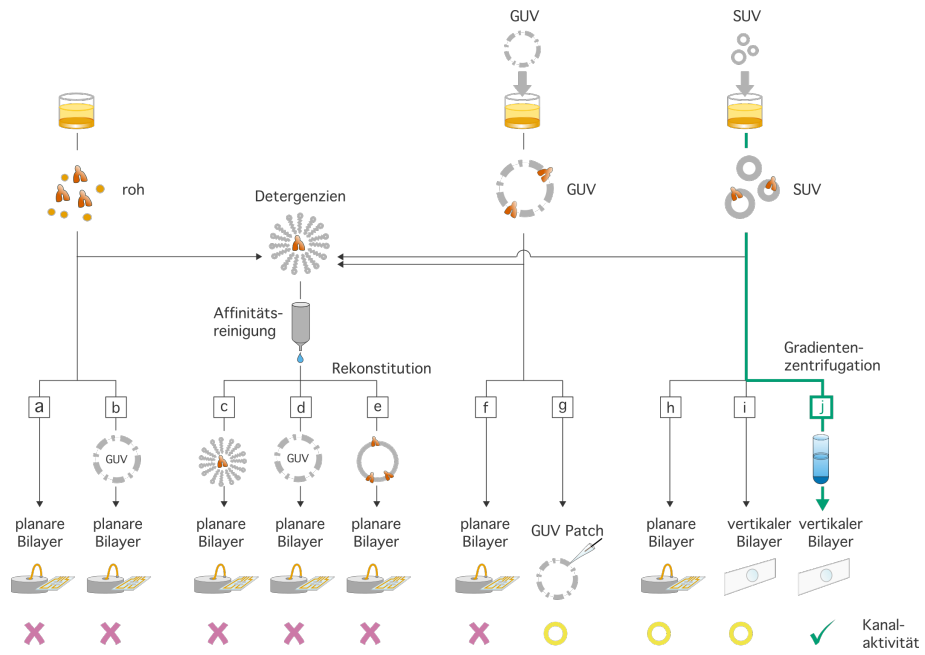 GUV
SUV
roh
Detergenzien
GUV
SUV
Affinitäts-
reinigung
Rekonstitution
Gradienten-
zentrifugation
a
b
c
d
e
f
g
h
i
j
GUV
GUV
planare
Bilayer
planare
Bilayer
planare
Bilayer
planare
Bilayer
planare
Bilayer
planare
Bilayer
GUV Patch
planare
Bilayer
vertikaler
Bilayer
vertikaler
Bilayer
Kanal-
aktivität